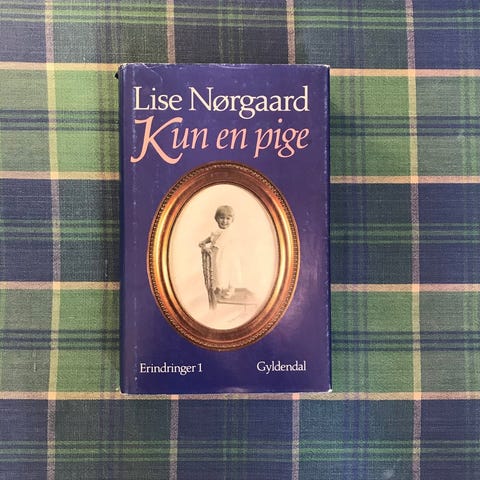 Lise Nørgaard
Kun en pige
Erindringer 1
Gyldendal